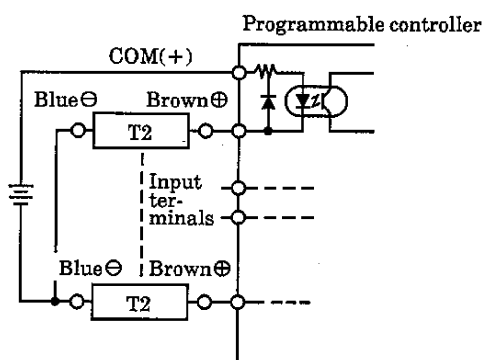 Programmable controller
COM(+)
Blue⊖ Brown⊕
T2
Input
ter-
minals
Blue⊖ Brown⊕
T2